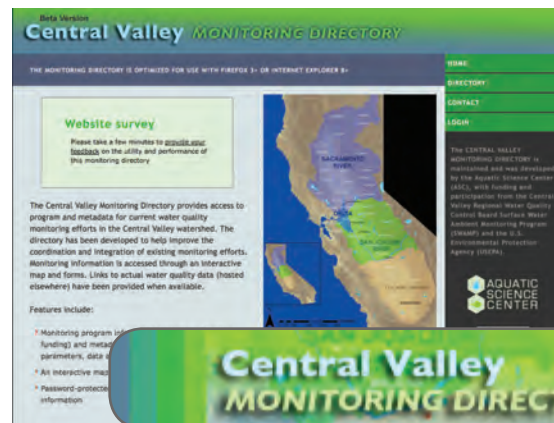 Beta Version
Central Valley MONITORING DIRECTORY
THE MONITORING DIRECTORY IS OPTIMIZED FOR USE WITH FIREFOX 3+ OR INTERNET EXPLORER 8+
HOME
DIRECTORY
CONTACT
LOGIN
Website survey
Please take a few minutes to provide your
feedback on the utility and performance of
this monitoring directory
SACRAMENTO
RIVER
DELTA
SAN JOAQUIN
RIVER
The CENTRAL VALLEY
MONITORING DIRECTORY is
maintained and was developed
by the Aquatic Science Center
(ASC), with funding and
participation from the Central
Valley Regional Water Quality
Control Board Surface Water
Ambient Monitoring Program
(SWAMP) and the U.S.
Environmental Protection
Agency (USEPA).
AQUATIC
SCIENCE
CENTER
The Central Valley Monitoring Directory provides access to
program and metadata for current water quality
monitoring efforts in the Central Valley watershed. The
directory has been developed to help improve the
coordination and integration of existing monitoring efforts.
Monitoring information is accessed through an interactive
map and forms. Links to actual water quality data (hosted
elsewhere) have been provided when available.
Features include:
* Monitoring program inf
funding) and metad
parameters, data a
* An interactive map
* Password-protecte
information
Central Valley
MONITORING DIREC